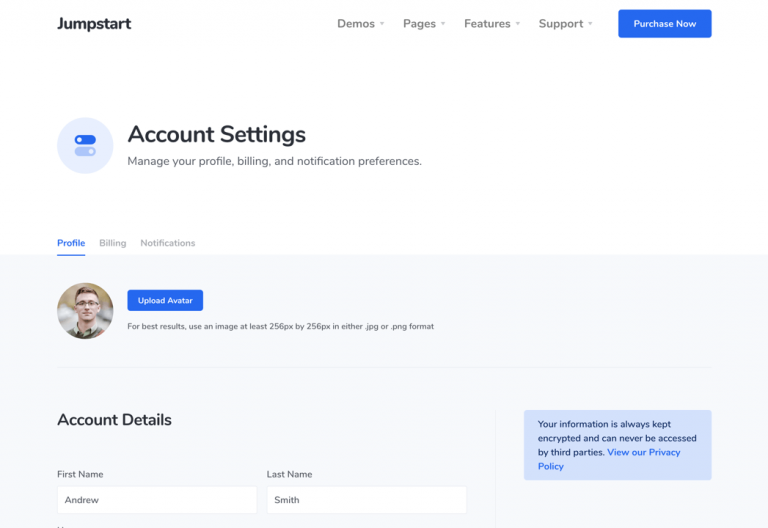 Jumpstart
Demos
Pages
Features
Support
Purchase Now
Account Settings
Manage your profile, billing, and notification preferences.
Profile
Billing
Notifications
Upload Avatar
For best results, use an image at least 256px by 256px in either .jpg or .png format
Account Details
First Name
Last Name
Andrew
Smith
Your information is always kept
encrypted and can never be accessed
by third parties. View our Privacy
Policy